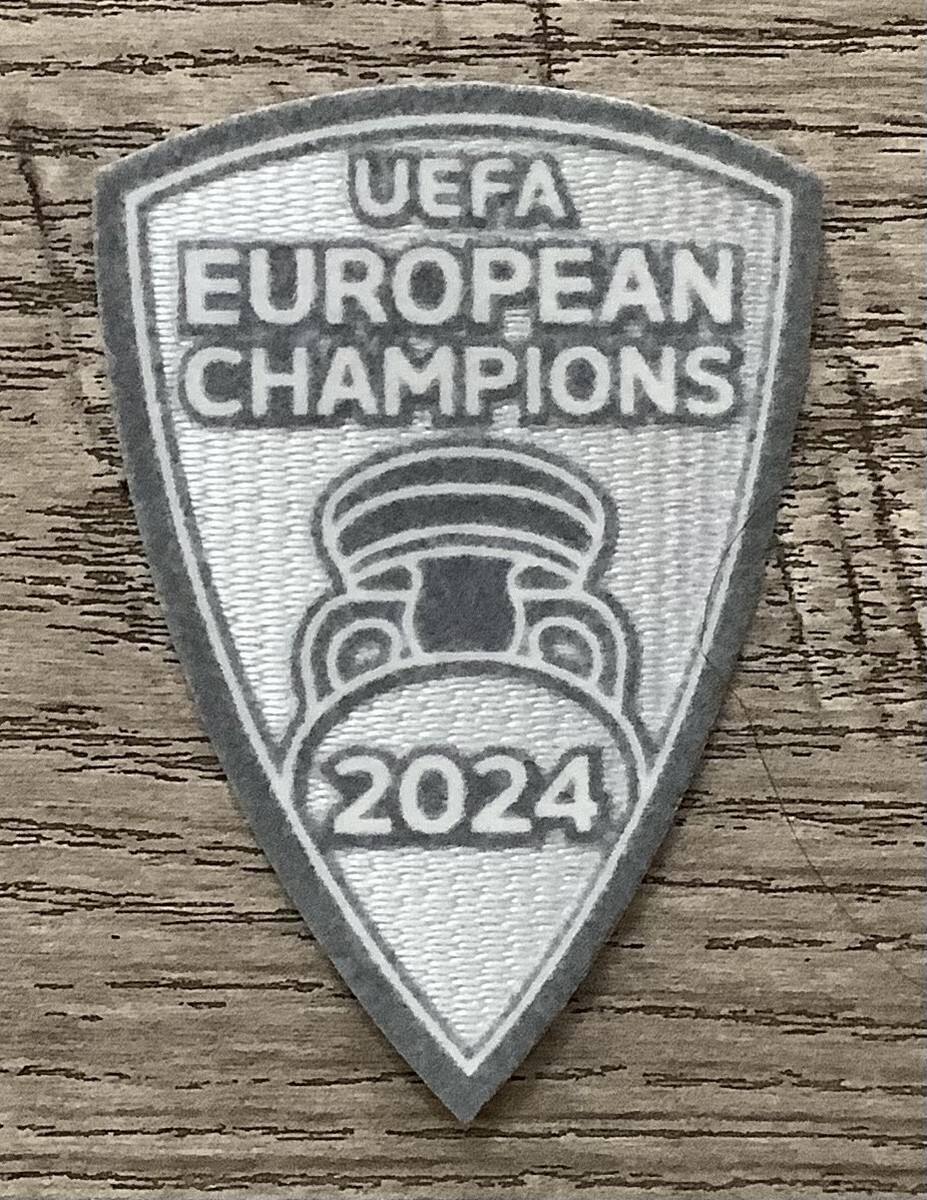 UEFA
EUROPEAN
CHAMPIONS
2024